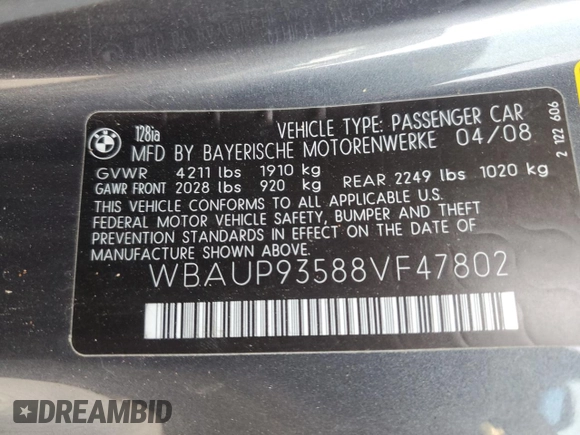 BMW
128ia
VEHICLE TYPE: PASSENGER CAR
MFD BY BAYERISCHE MOTORENWERKE 04/08
GVWR 4211 lbs 1910 kg
GAWR FRONT 2028 lbs 920 kg REAR 2249 lbs 1020 kg
THIS VEHICLE CONFORMS TO ALL APPLICABLE U.S.
FEDERAL MOTOR VEHICLE SAFETY, BUMPER AND THEFT
PREVENTION STANDARDS IN EFFECT ON THE DATE OF
MANUFACTURE SHOWN ABOVE.
WBAUP93588VF47802
2 122 606
DREAMBID